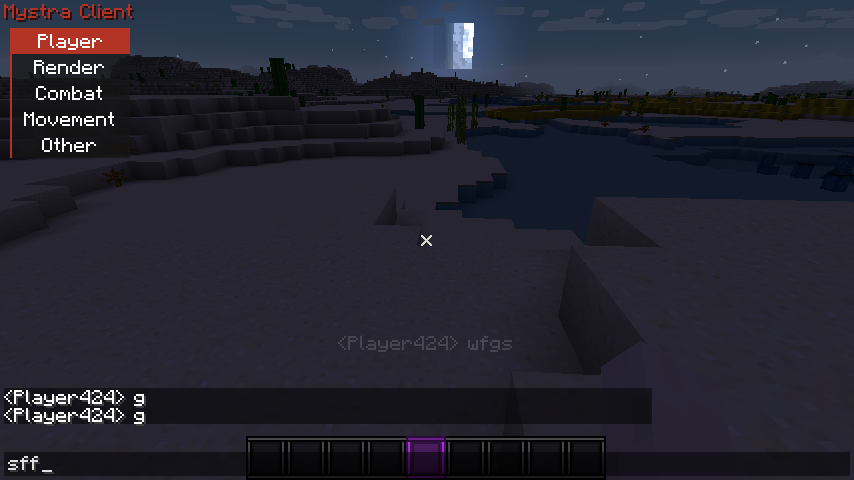 Mystra Client
Player
Render
Combat
Movement
Other
<Player424> wfgs
<Player424> g
<Player424> g
sff_